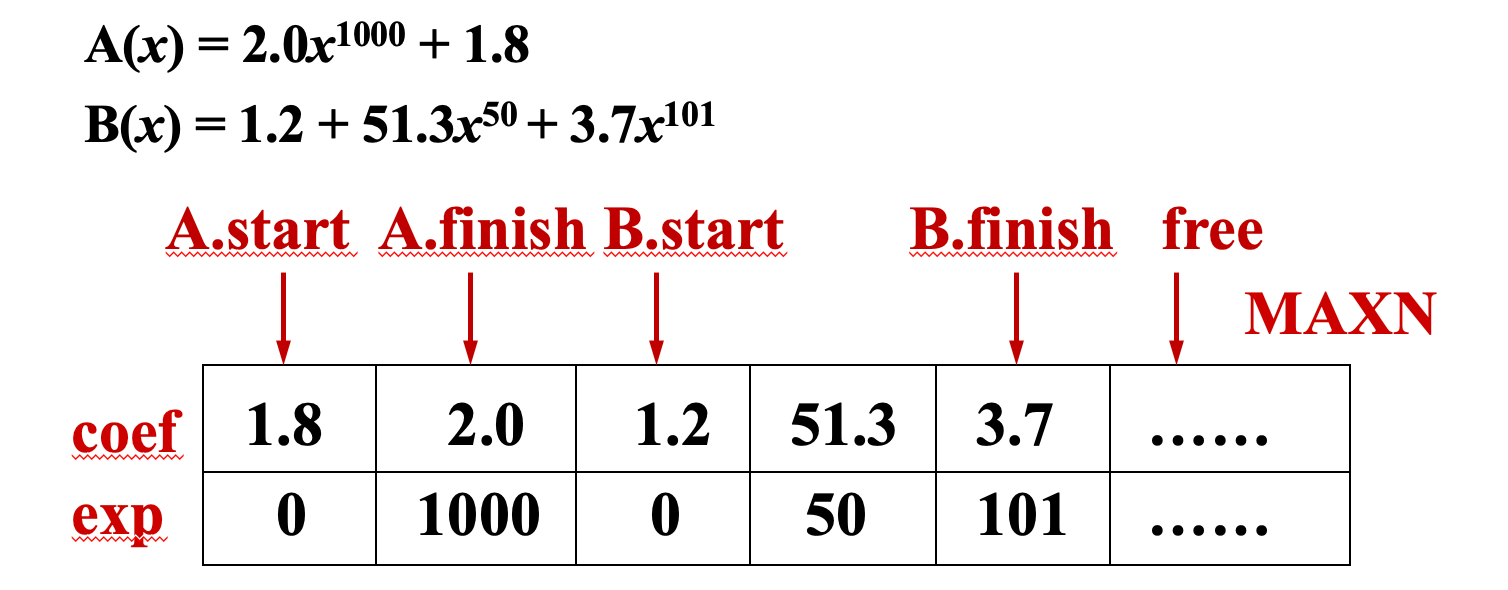 A(x) = 2.0x¹⁰⁰⁰ + 1.8
B(x) = 1.2 + 51.3x⁵⁰ + 3.7x¹⁰¹
A.start A.finish B.start B.finish free
MAXN
coef 1.8 2.0 1.2 51.3 3.7 ……
exp 0 1000 0 50 101 ……